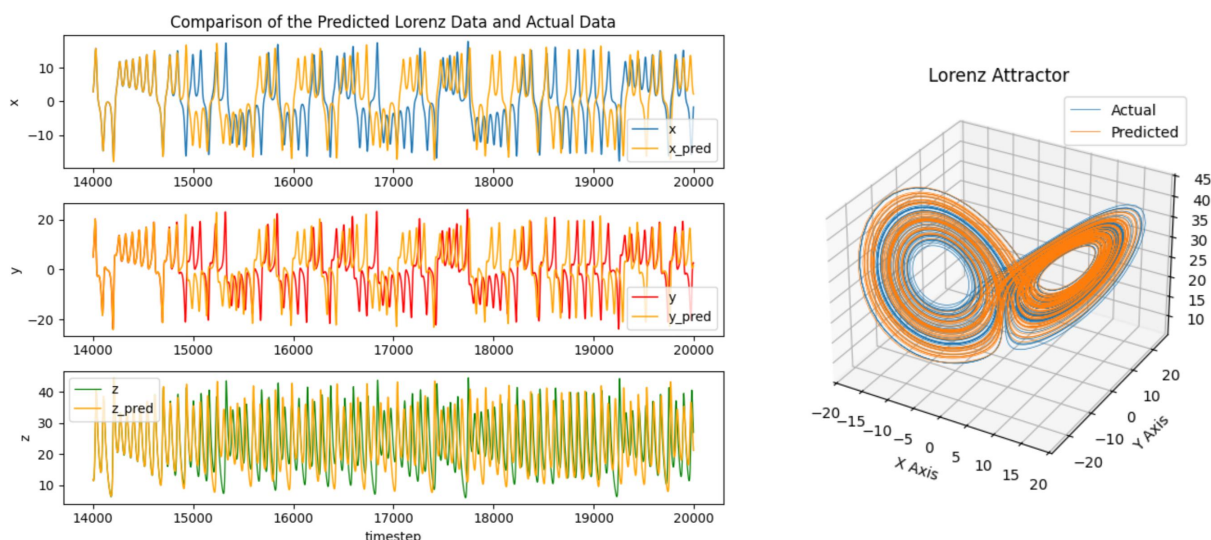 Comparison of the Predicted Lorenz Data and Actual Data
10
0
−10
x
x
x_pred
14000 15000 16000 17000 18000 19000 20000
20
0
−20
y
y
y_pred
14000 15000 16000 17000 18000 19000 20000
40
30
20
10
z
z
z_pred
14000 15000 16000 17000 18000 19000 20000
timestep
Lorenz Attractor
Actual
Predicted
45
40
35
30
25
20
15
10
−20 −15 −10 −5 0 5 10 15 20
X Axis
−20 −10 0 10 20
Y Axis